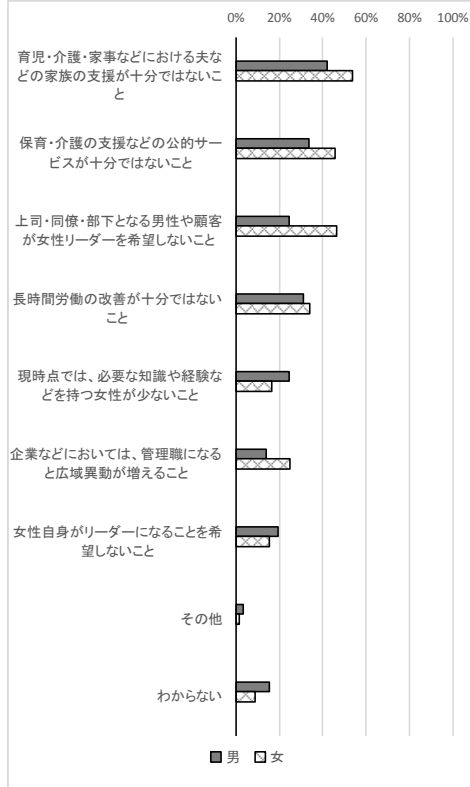 0% 20% 40% 60% 80% 100%
育児・介護・家事などにおける夫な
どの家族の支援が十分ではないこ
と
保育・介護の支援などの公的サー
ビスが十分ではないこと
上司・同僚・部下となる男性や顧客
が女性リーダーを希望しないこと
長時間労働の改善が十分ではない
こと
現時点では、必要な知識や経験な
どを持つ女性が少ないこと
企業などにおいては、管理職になる
と広域異動が増えること
女性自身がリーダーになることを希
望しないこと
その他
わからない
男 女